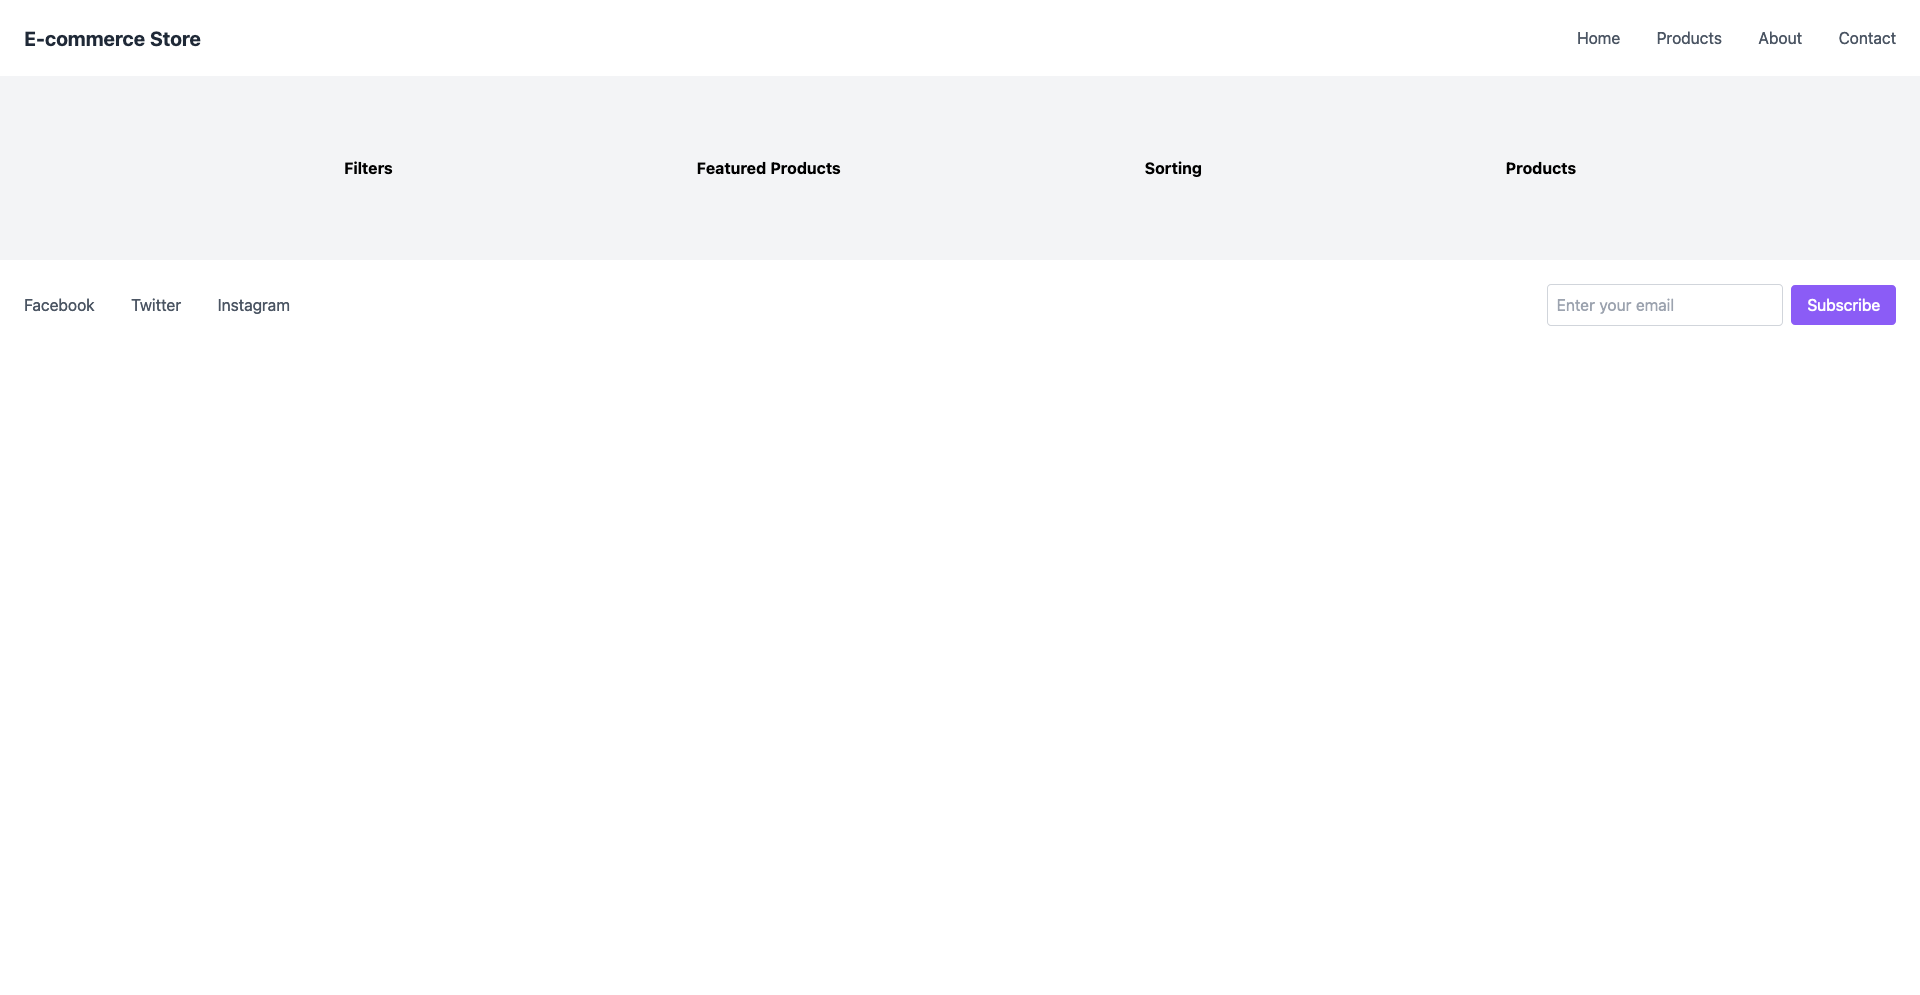 E-commerce Store
Home Products About Contact
Filters Featured Products Sorting Products
Facebook Twitter Instagram
Enter your email Subscribe